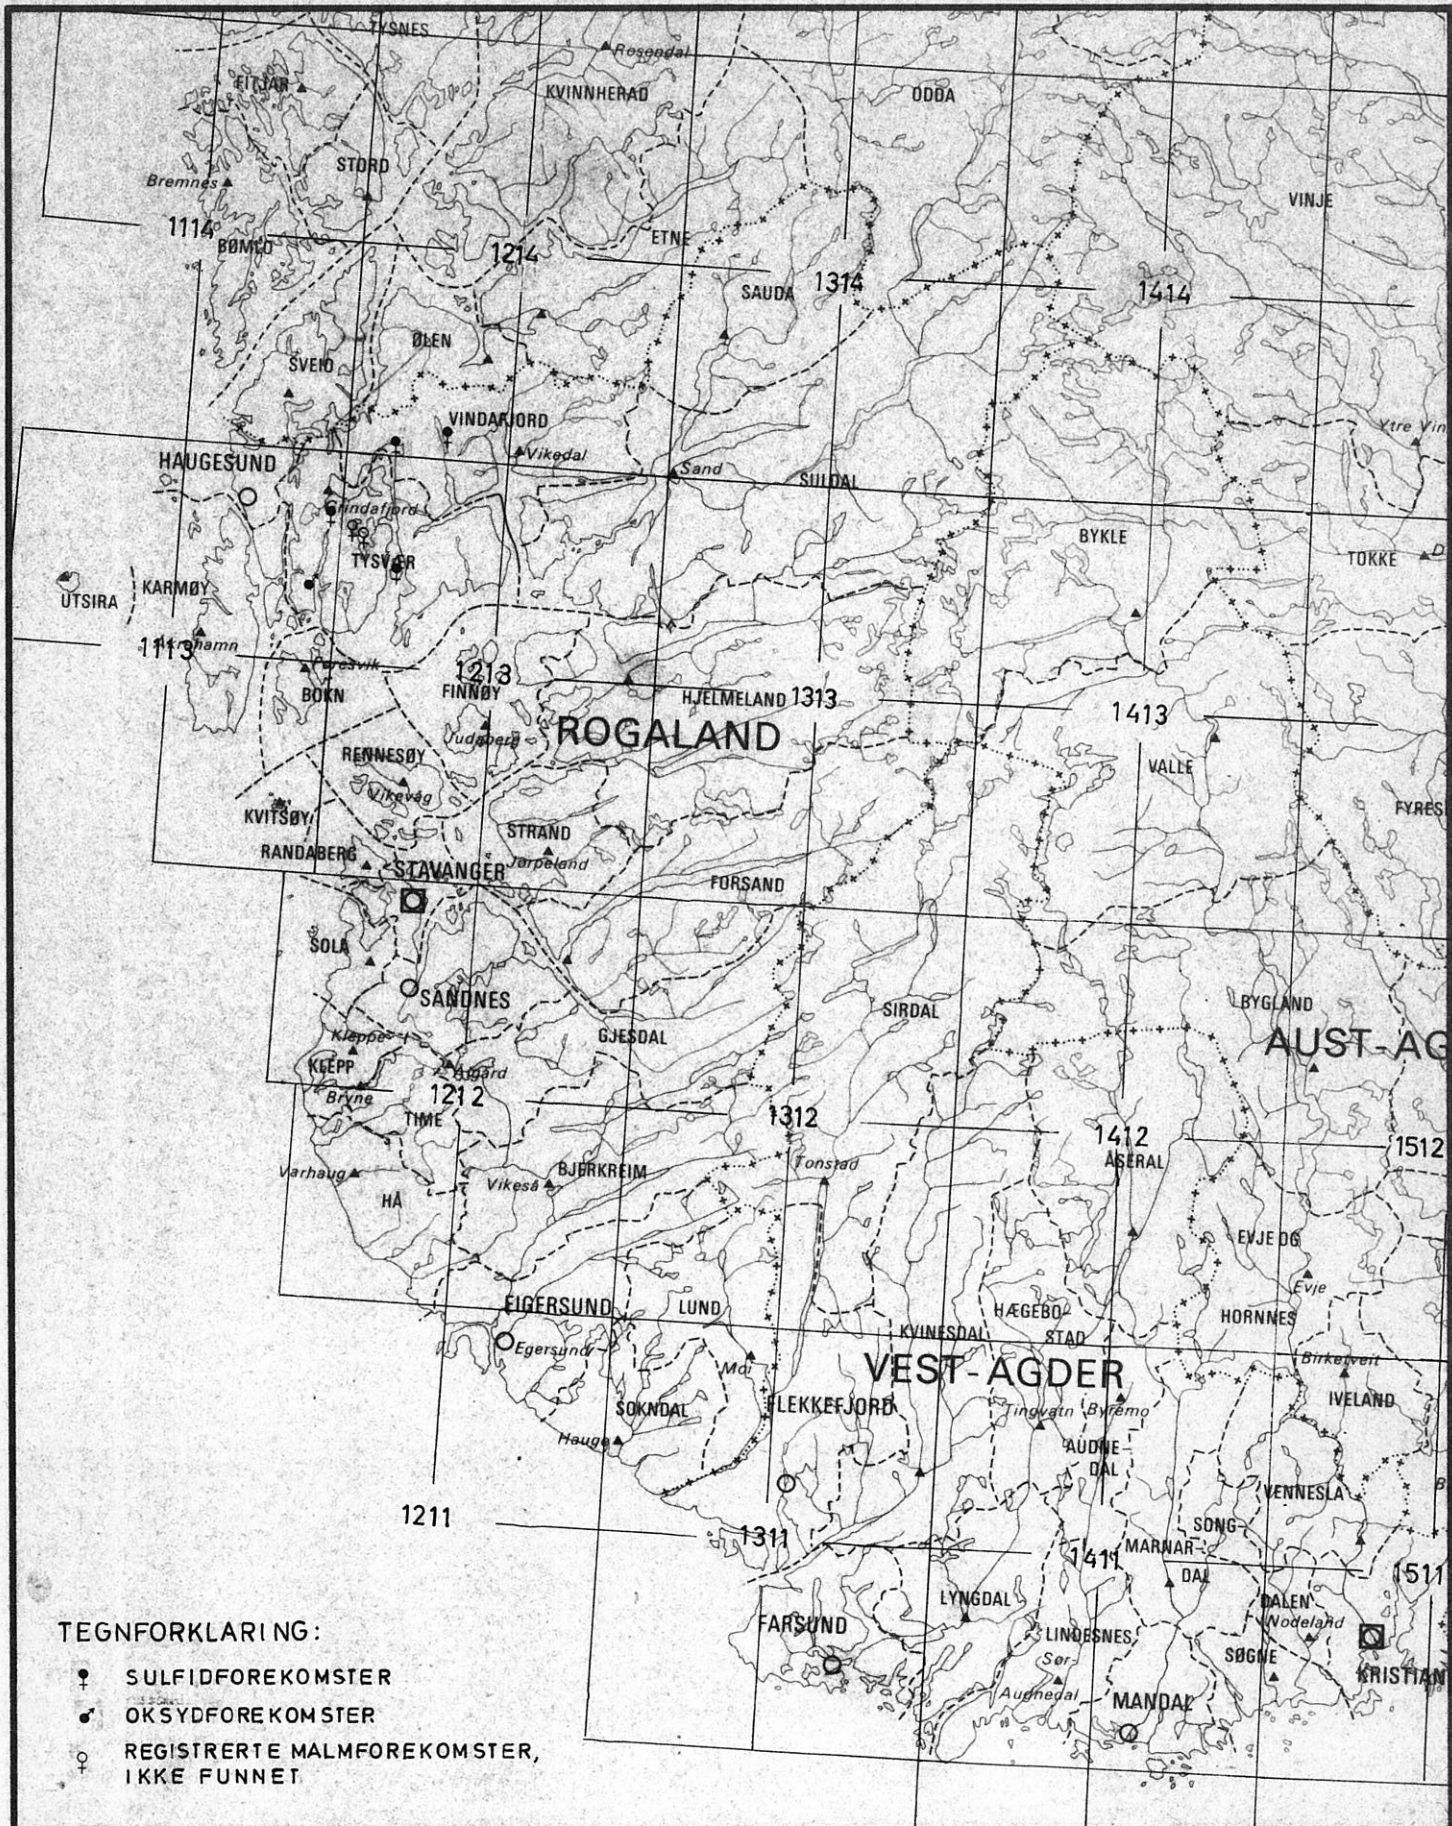 TYSNES
Rosendal
FITJAR
KVINNHERAD
ODDA
STORD
Bremnes
VINJE
1114
BØMLO
ETNE
1214
SAUDA
1314
1414
ØLEN
SVEIO
VINDAFJORD
Ytre Vin
HAUGESUND
Vikedal
Sand
SULDAL
Grindafjord
BYKLE
TYSVÆR
TOKKE
D
KARMØY
UTSIRA
1113
Føresvik
BOKN
1213
FINNØY
HJELMELAND
1313
1413
ROGALAND
Judaberg
RENNESØY
VALLE
Vikevåg
KVITSØY
FYRES
STRAND
RANDABERG
Jørpeland
STAVANGER
FORSAND
SOLA
SANDNES
SIRDAL
BYGLAND
GJESDAL
AUST-AG
Kleppe
KLEPP
Ålgård
Bryne
1212
TIME
1312
1412
1512
ÅSERAL
Tonstad
Varhaug
BJERKREIM
Vikeså
HÅ
EVJE OG
Evje
EIGERSUND
LUND
HÆGEBO-
STAD
HORNNES
KVINESDAL
Egersund
Moi
VEST-AGDER
Birketveit
IVELAND
SOKNDAL
FLEKKEFJORD
Tingvatn
Byremo
Hauge
AUDNE-
DAL
VENNESLA
1211
1311
SONG-
DALEN
1411
MARNAR-
DAL
1511
LYNGDAL
Nodeland
FARSUND
LINDESNES
SØGNE
KRISTIAN
Sør-
Audnedal
MANDAL
TEGNFORKLARING:
SULFIDFOREKOMSTER
OKSYDFOREKOMSTER
REGISTRERTE MALMFOREKOMSTER,
IKKE FUNNET